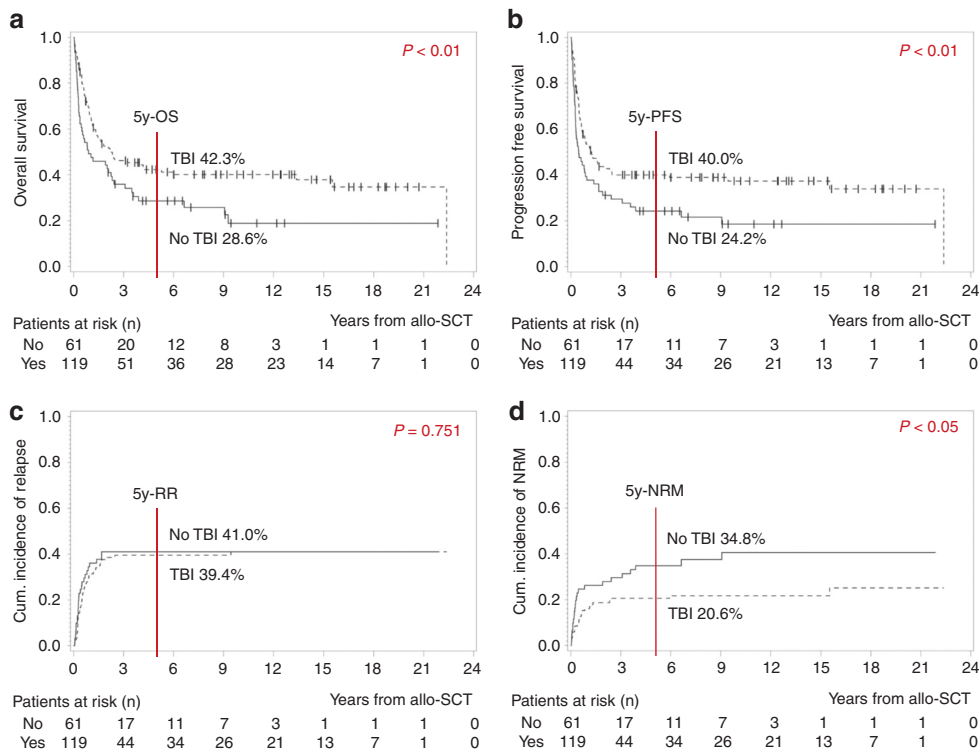 a
P < 0.01
Overall survival
1.0
0.8
0.6
0.4
0.2
0.0
5y-OS
TBI 42.3%
No TBI 28.6%
0 3 6 9 12 15 18 21 24
Patients at risk (n) Years from allo-SCT
No 61 20 12 8 3 1 1 1 0
Yes 119 51 36 28 23 14 7 1 0
b
P < 0.01
Progression free survival
1.0
0.8
0.6
0.4
0.2
0.0
5y-PFS
TBI 40.0%
No TBI 24.2%
0 3 6 9 12 15 18 21 24
Patients at risk (n) Years from allo-SCT
No 61 17 11 7 3 1 1 1 0
Yes 119 44 34 26 21 13 7 1 0
c
P = 0.751
Cum. incidence of relapse
1.0
0.8
0.6
0.4
0.2
0.0
5y-RR
No TBI 41.0%
TBI 39.4%
0 3 6 9 12 15 18 21 24
Patients at risk (n) Years from allo-SCT
No 61 17 11 7 3 1 1 1 0
Yes 119 44 34 26 21 13 7 1 0
d
P < 0.05
Cum. incidence of NRM
1.0
0.8
0.6
0.4
0.2
0.0
5y-NRM
No TBI 34.8%
TBI 20.6%
0 3 6 9 12 15 18 21 24
Patients at risk (n) Years from allo-SCT
No 61 17 11 7 3 1 1 1 0
Yes 119 44 34 26 21 13 7 1 0